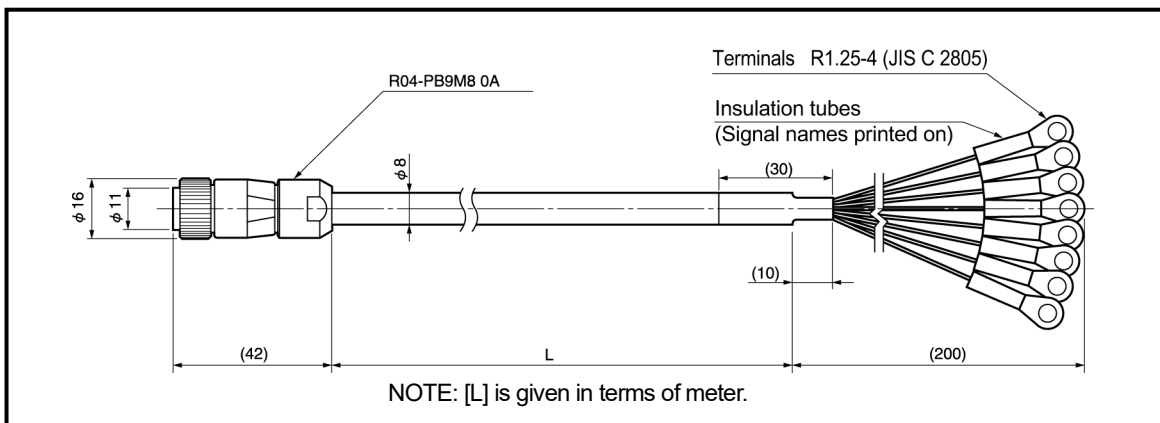 Terminals R1.25-4 (JIS C 2805)
R04-PB9M8 0A
Insulation tubes
(Signal names printed on)
(30)
φ8
φ16
φ11
(10)
(42)
L
(200)
NOTE: [L] is given in terms of meter.